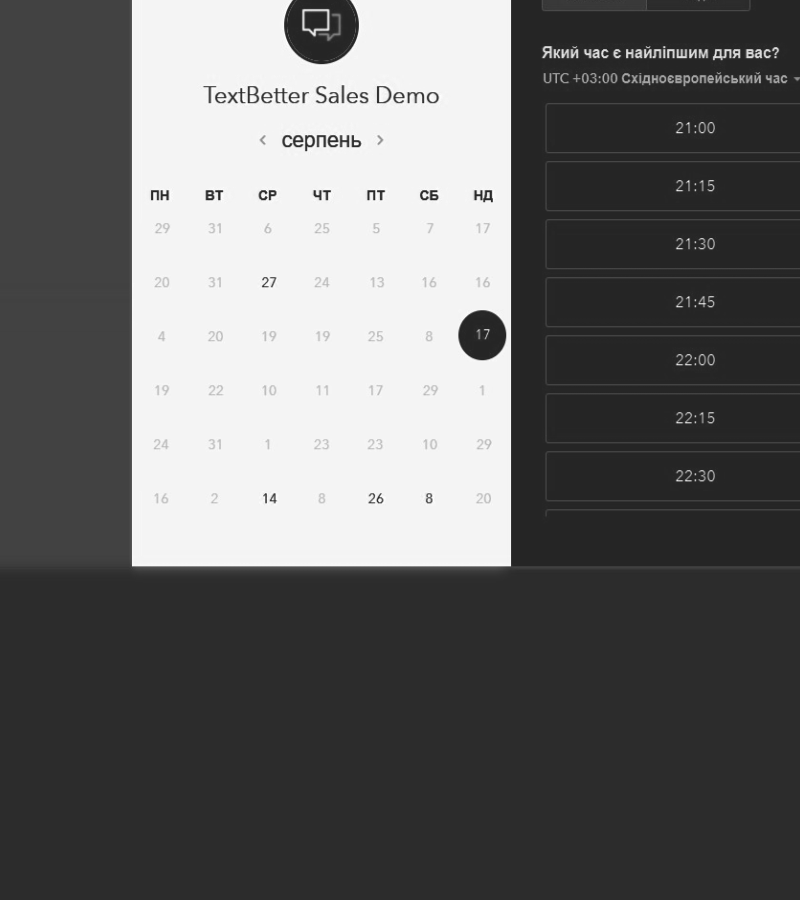 TextBetter Sales Demo
серпень
ПН ВТ СР ЧТ ПТ СБ НД
29 31 6 25 5 7 17
20 31 27 24 13 16 16
4 20 19 19 25 8 17
19 22 10 11 17 29 1
24 31 1 23 23 10 29
16 2 14 8 26 8 20
Який час є найліпшим для вас?
UTC +03:00 Східноєвропейський час
21:00
21:15
21:30
21:45
22:00
22:15
22:30